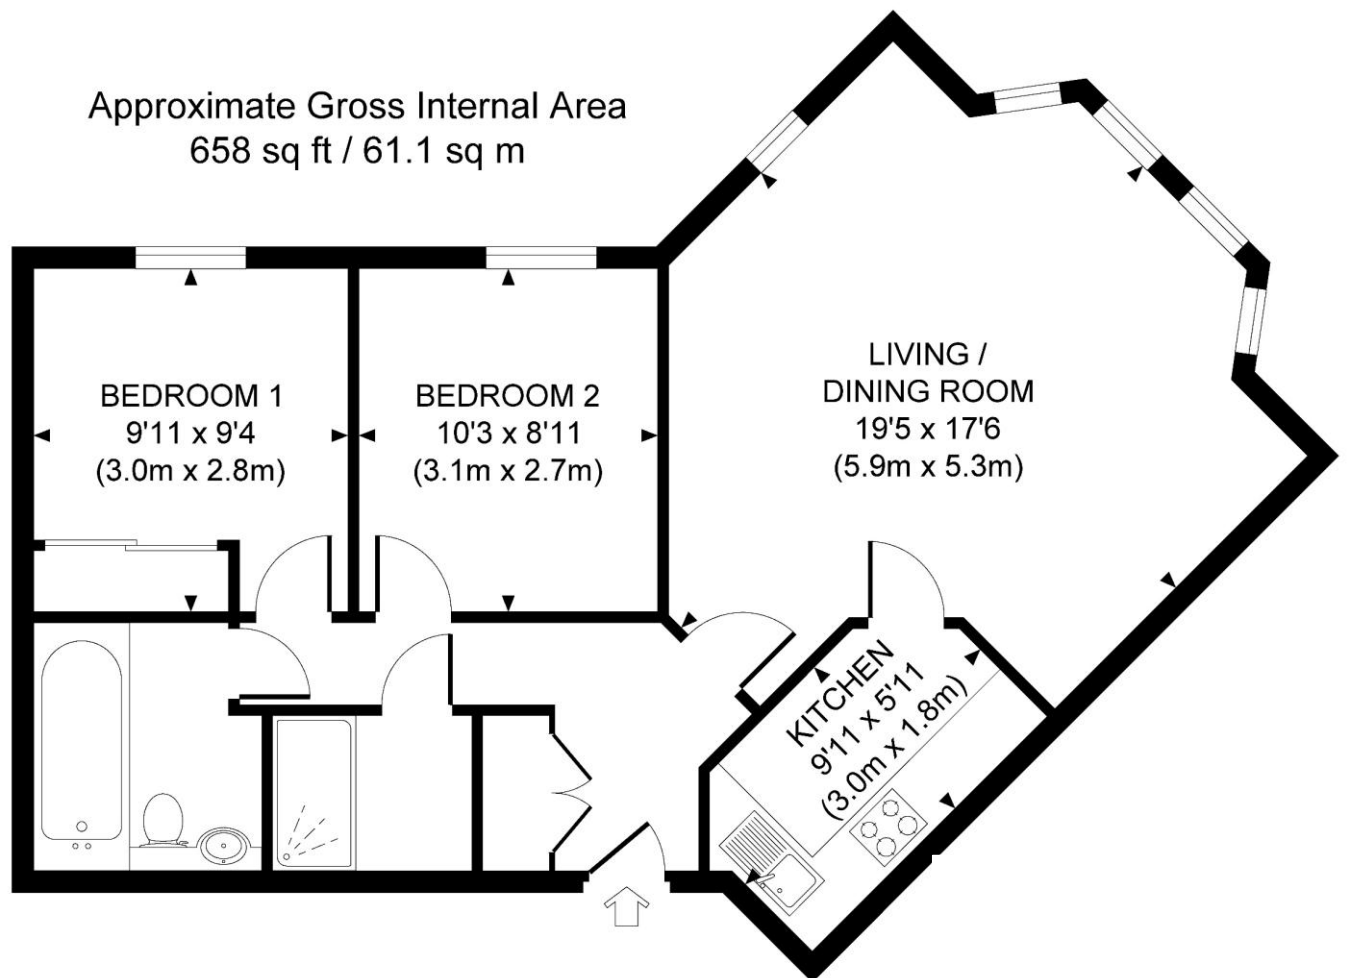 Approximate Gross Internal Area
658 sq ft / 61.1 sq m
BEDROOM 1
9'11 x 9'4
(3.0m x 2.8m)
BEDROOM 2
10'3 x 8'11
(3.1m x 2.7m)
LIVING /
DINING ROOM
19'5 x 17'6
(5.9m x 5.3m)
KITCHEN
9'11 x 5'11
(3.0m x 1.8m)